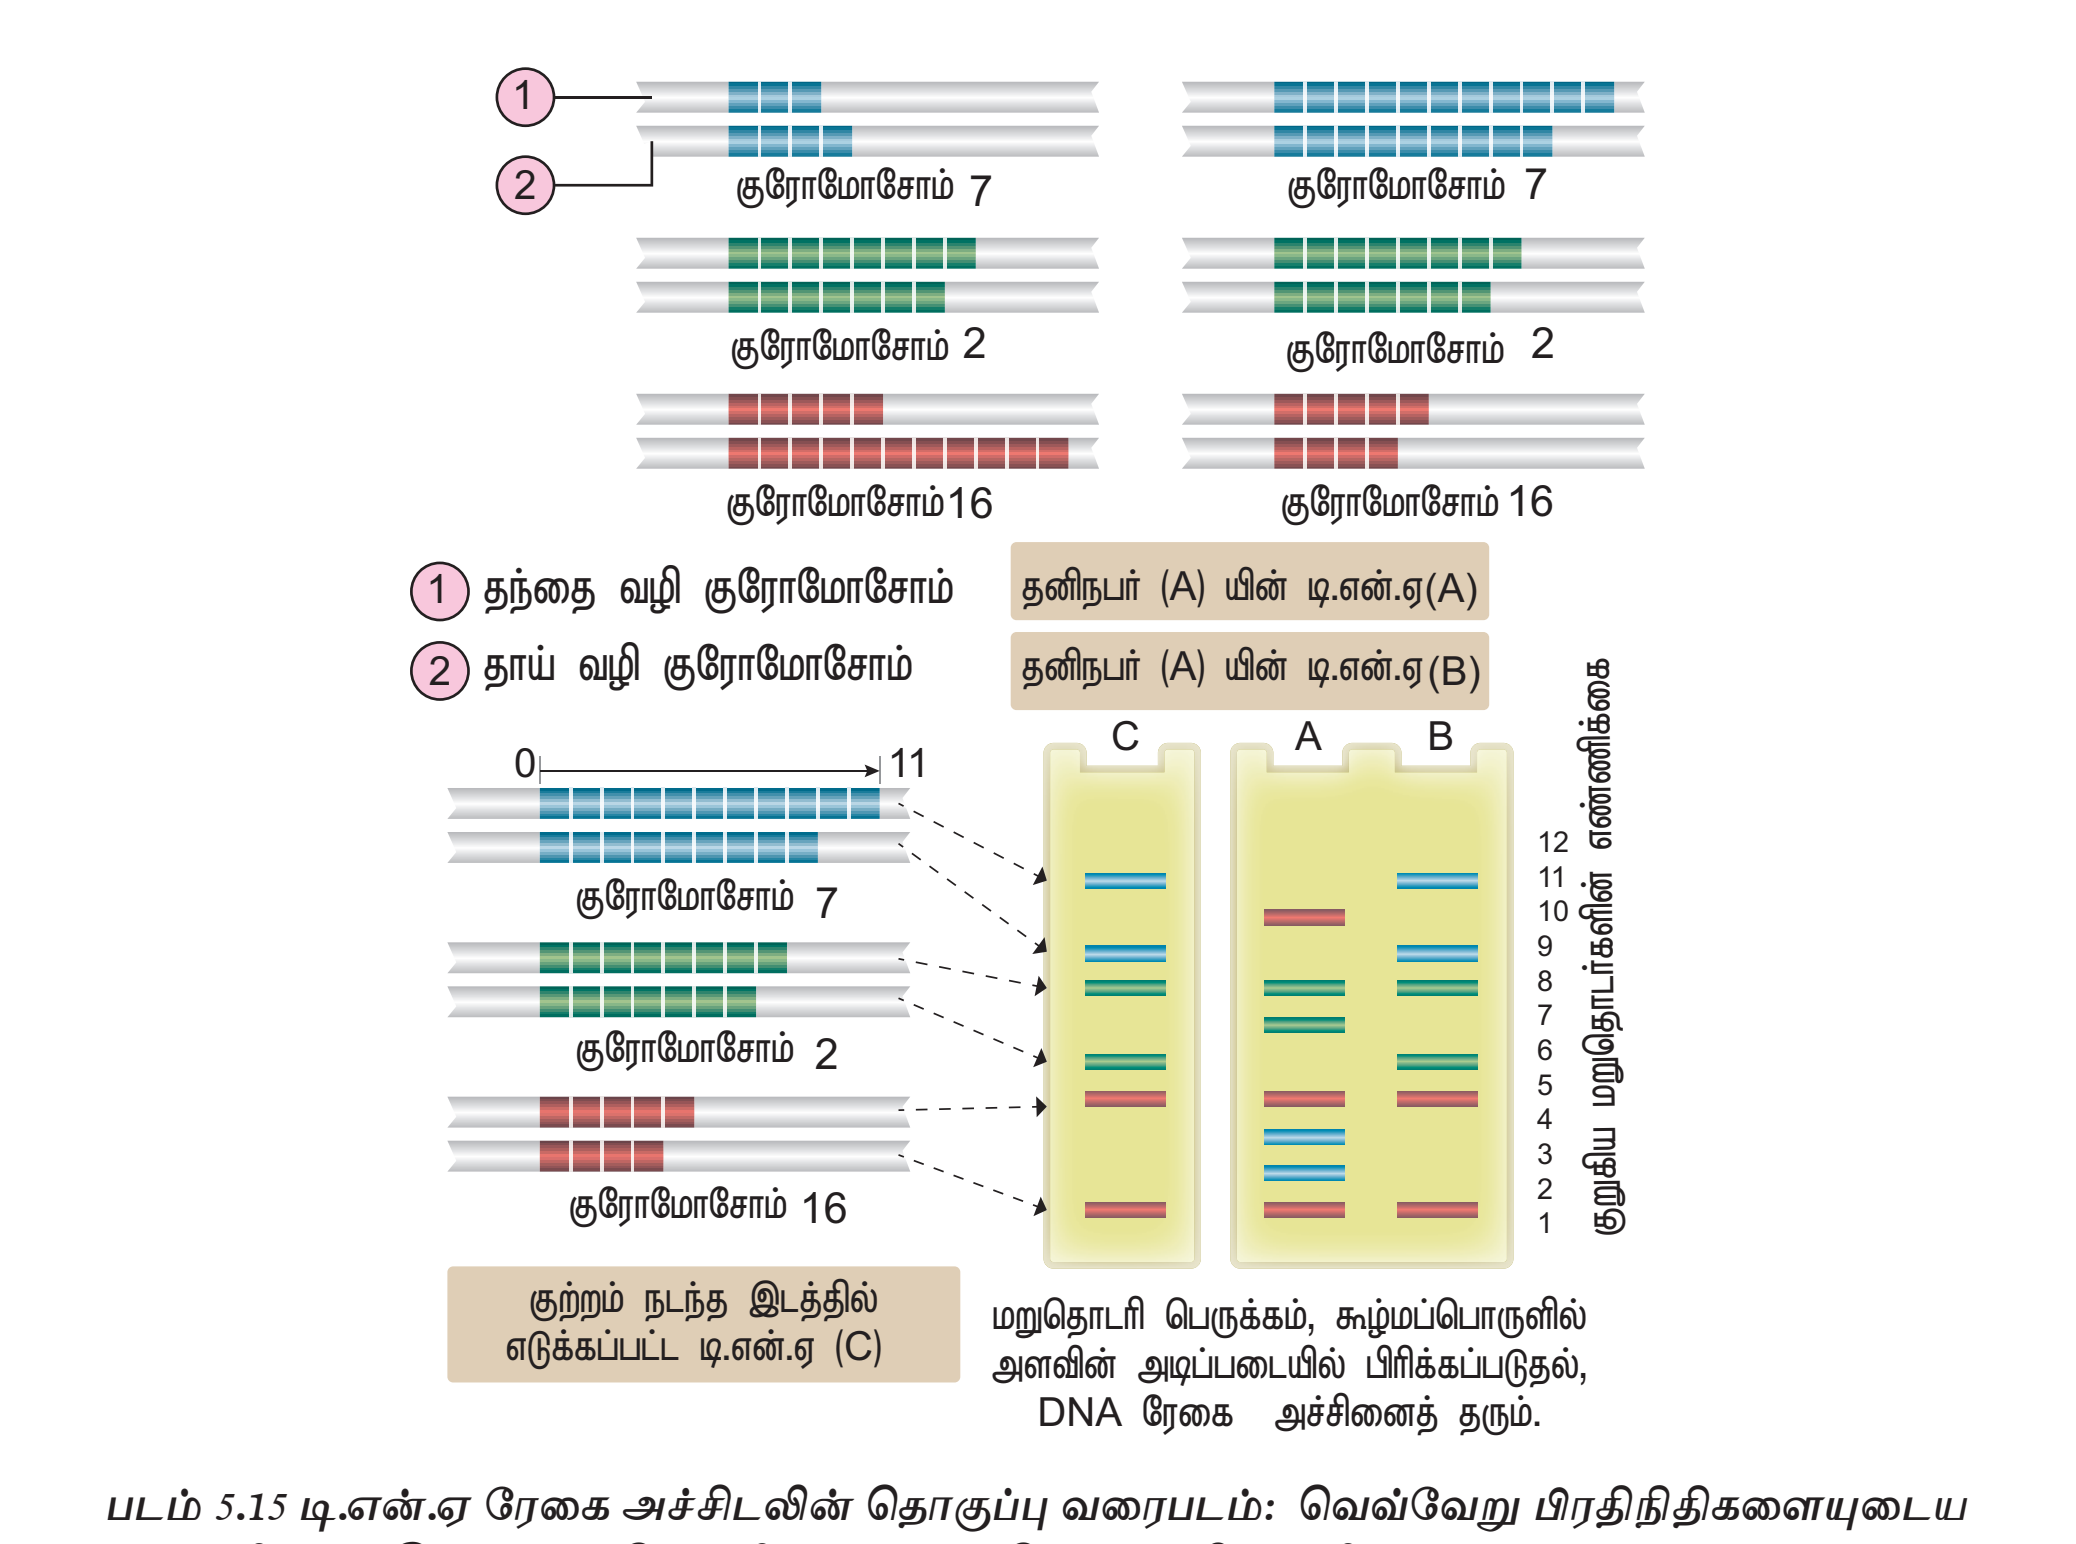 1
2
குரோமோசோம் 7
குரோமோசோம் 7
குரோமோசோம் 2
குரோமோசோம் 2
குரோமோசோம் 16
குரோமோசோம் 16
1 தந்தை வழி குரோமோசோம்
2 தாய் வழி குரோமோசோம்
தனிநபர் (A) யின் டி.என்.ஏ(A)
தனிநபர் (A) யின் டி.என்.ஏ(B)
0 11
குரோமோசோம் 7
குரோமோசோம் 2
குரோமோசோம் 16
குற்றம் நடந்த இடத்தில்
எடுக்கப்பட்ட டி.என்.ஏ (C)
C A B
12
11
10
9
8
7
6
5
4
3
2
1
குறுகிய மறுதொடர்களின் எண்ணிக்கை
மறுதொடரி பெருக்கம், கூழ்மப்பொருளில்
அளவின் அடிப்படையில் பிரிக்கப்படுதல்,
DNA ரேகை அச்சினைத் தரும்.
படம் 5.15 டி.என்.ஏ ரேகை அச்சிடலின் தொகுப்பு வரைபடம்: வெவ்வேறு பிரதிநிதிகளையுடைய